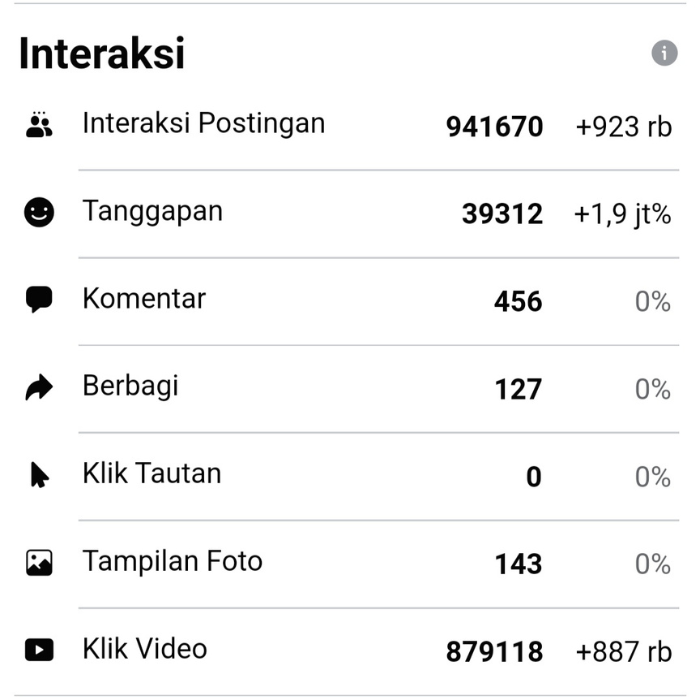 Interaksi
Interaksi Postingan 941670 +923 rb
Tanggapan 39312 +1,9 jt%
Komentar 456 0%
Berbagi 127 0%
Klik Tautan 0 0%
Tampilan Foto 143 0%
Klik Video 879118 +887 rb